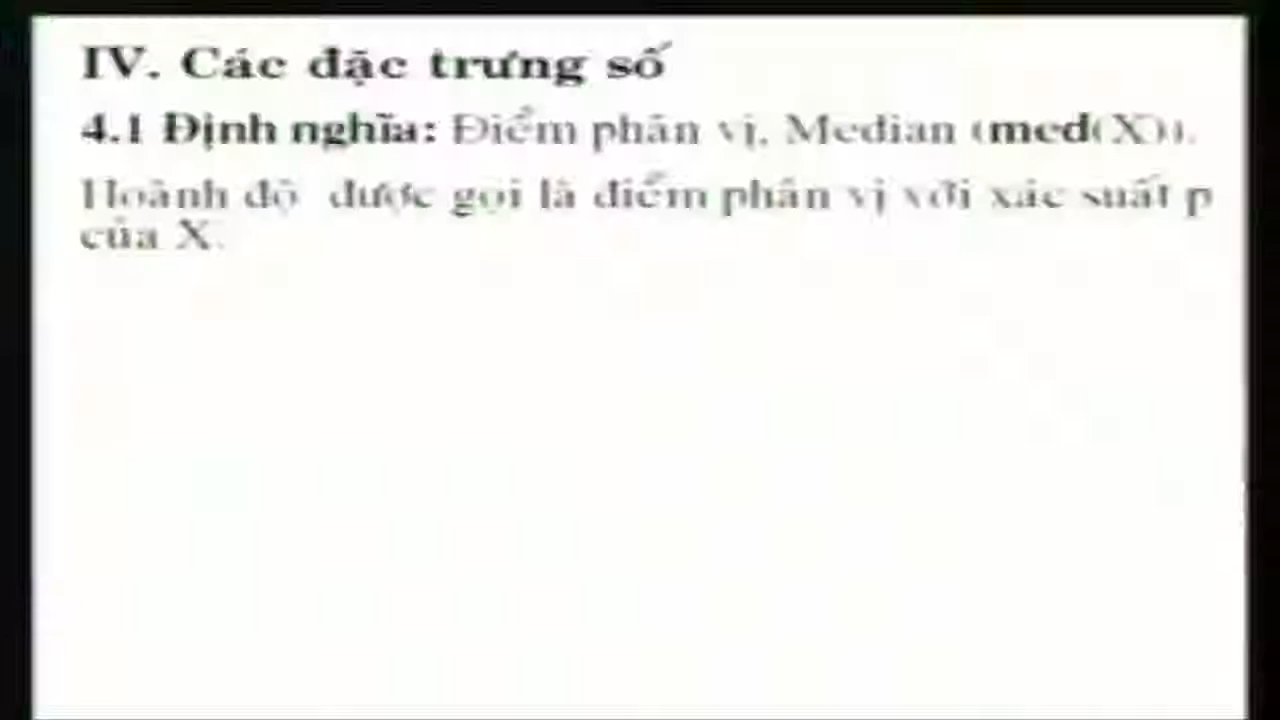 IV. Các đặc trưng số
4.1 Định nghĩa: Điểm phân vị, Median (med(X)).
Hoành độ được gọi là điểm phân vị với xác suất p
của X.